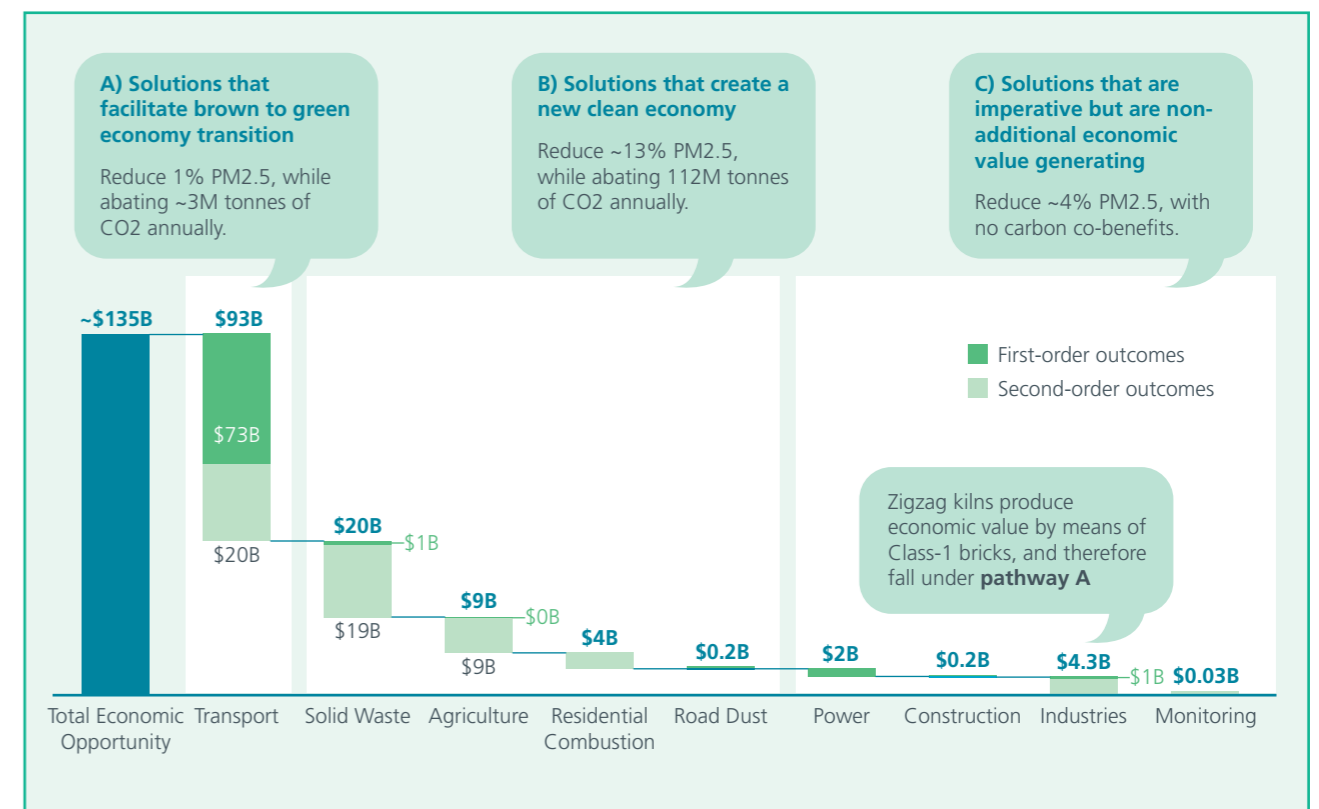 A) Solutions that
facilitate brown to green
economy transition
Reduce 1% PM2.5, while
abating ~3M tonnes of
CO2 annually.
B) Solutions that create a
new clean economy
Reduce ~13% PM2.5,
while abating 112M tonnes
of CO2 annually.
C) Solutions that are
imperative but are non-
additional economic
value generating
Reduce ~4% PM2.5, with
no carbon co-benefits.
~$135B
$93B
$73B
$20B
$20B
$1B
$19B
$9B
$0B
$9B
$4B
$0.2B
$2B
$0.2B
$4.3B
$1B
$0.03B
First-order outcomes
Second-order outcomes
Zigzag kilns produce
economic value by means of
Class-1 bricks, and therefore
fall under pathway A
Total Economic
Opportunity
Transport
Solid Waste
Agriculture
Residential
Combustion
Road Dust
Power
Construction
Industries
Monitoring